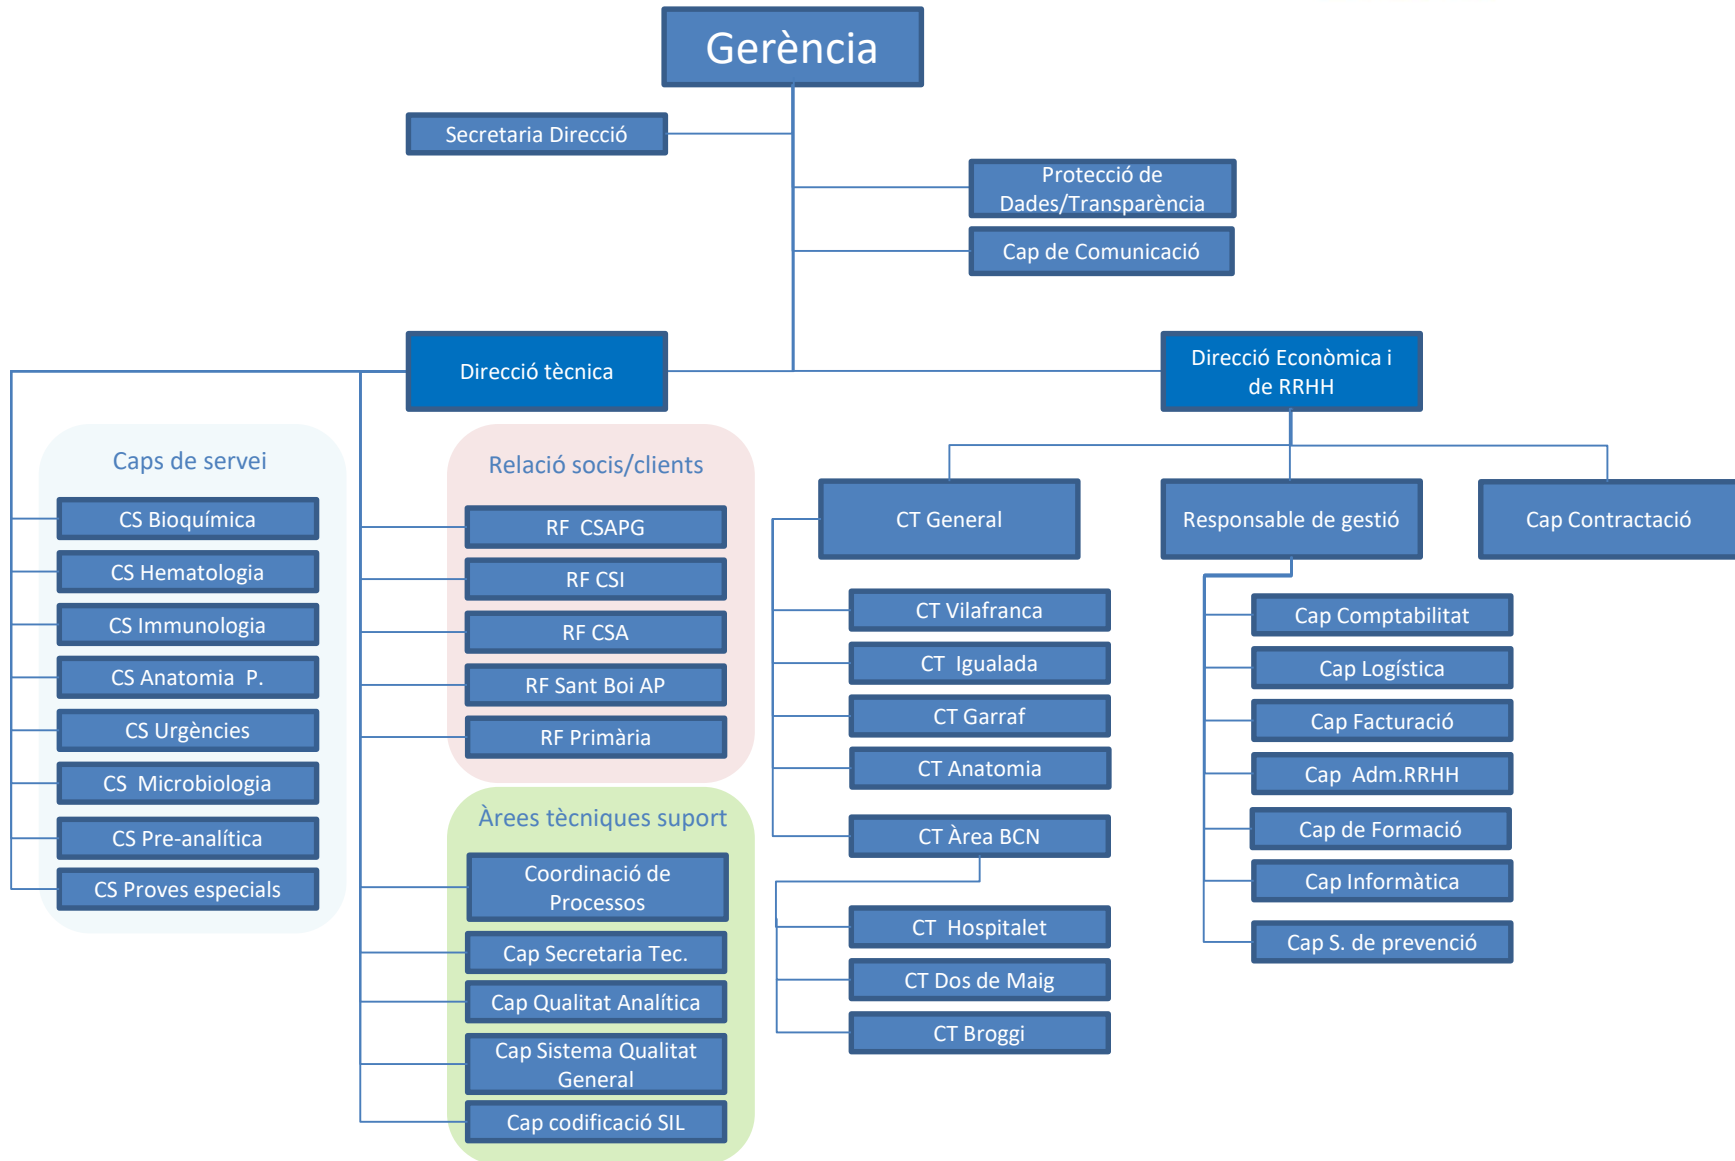 Gerència
Secretaria Direcció
Protecció de
Dades/Transparència
Cap de Comunicació
Direcció tècnica
Direcció Econòmica i
de RRHH
Caps de servei
CS Bioquímica
CS Hematologia
CS Immunologia
CS Anatomia P.
CS Urgències
CS Microbiologia
CS Pre-analítica
CS Proves especials
Relació socis/clients
RF CSAPG
RF CSI
RF CSA
RF Sant Boi AP
RF Primària
Àrees tècniques suport
Coordinació de
Processos
Cap Secretaria Tec.
Cap Qualitat Analítica
Cap Sistema Qualitat
General
Cap codificació SIL
CT General
CT Vilafranca
CT Igualada
CT Garraf
CT Anatomia
CT Àrea BCN
CT Hospitalet
CT Dos de Maig
CT Broggi
Responsable de gestió
Cap Comptabilitat
Cap Logística
Cap Facturació
Cap Adm.RRHH
Cap de Formació
Cap Informàtica
Cap S. de prevenció
Cap Contractació